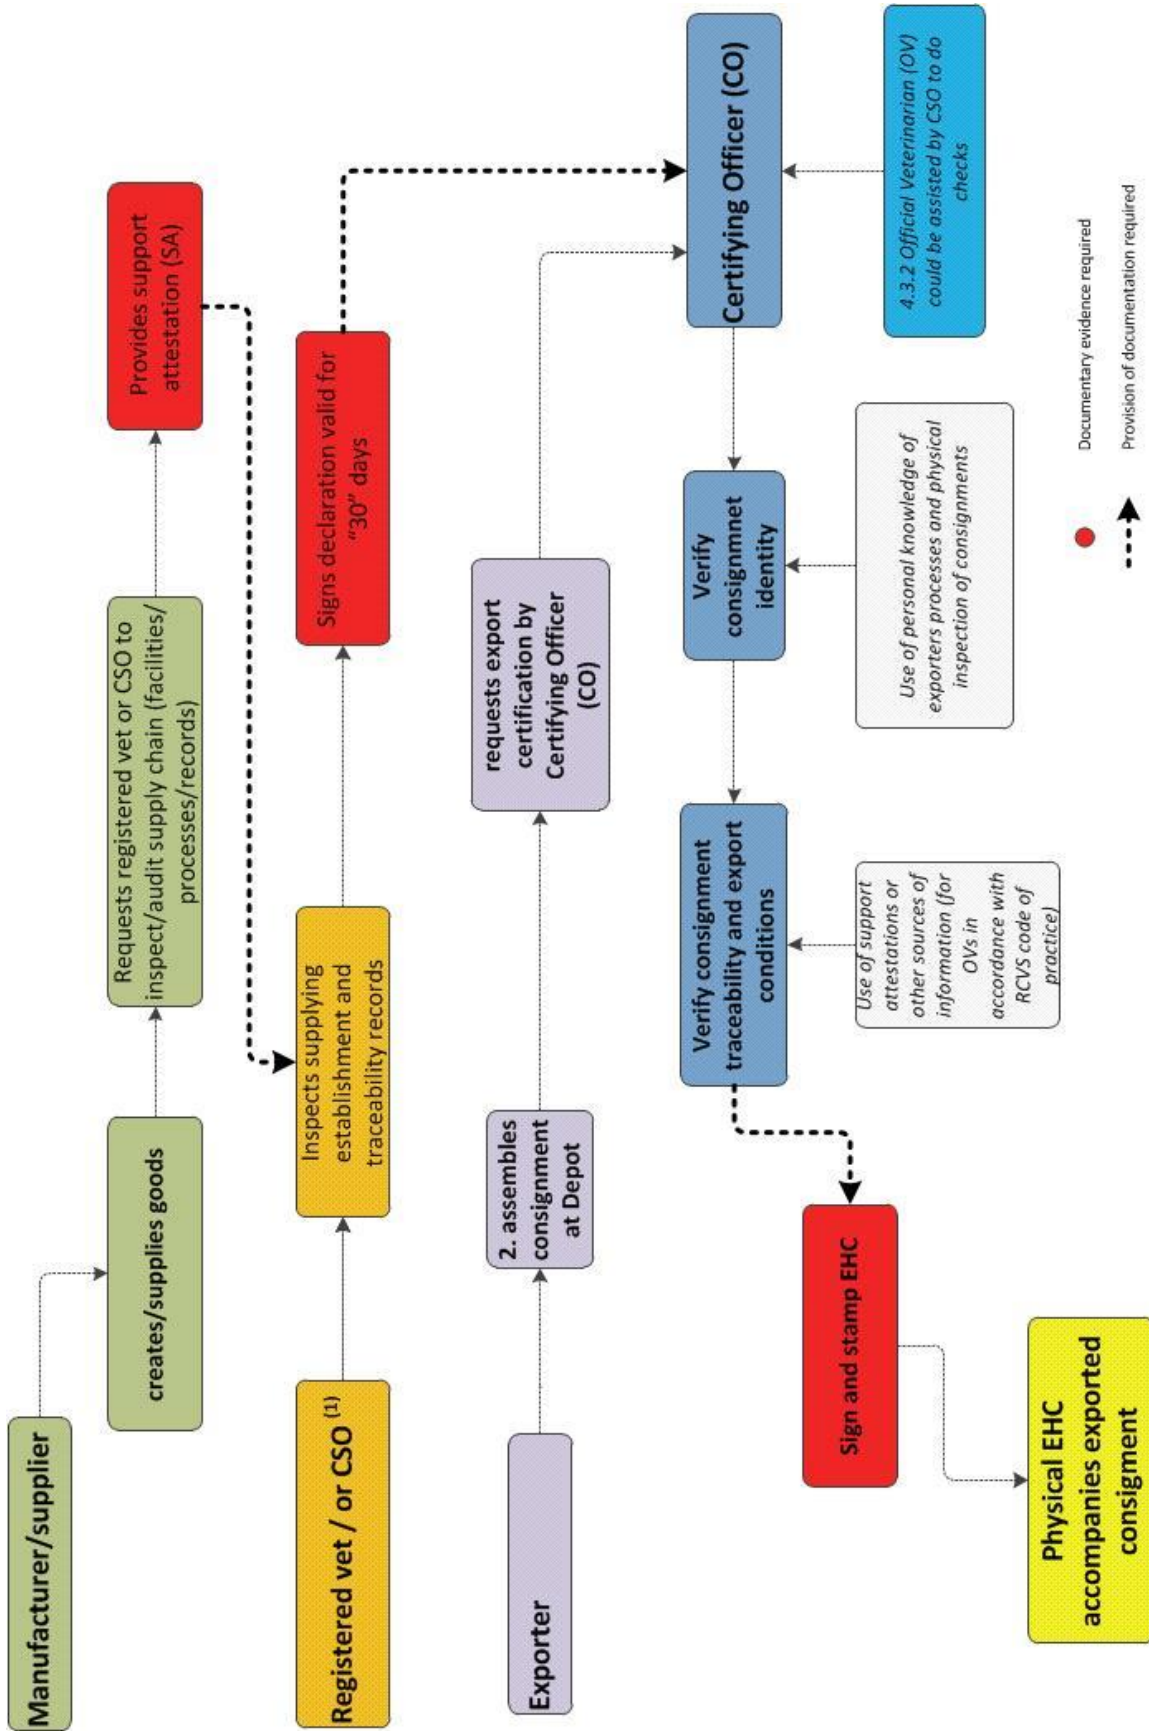 Manufacturer/supplier
creates/supplies goods
Requests registered vet or CSO to
inspect/audit supply chain (facilities/
processes/records)
Provides support
attestation (SA)
Registered vet / or CSO (1)
Inspects supplying
establishment and
traceability records
Signs declaration valid for
“30” days
Exporter
2. assembles
consignment
at Depot
requests export
certification by
Certifying Officer
(CO)
Certifying Officer (CO)
4.3.2 Official Veterinarian (OV)
could be assisted by CSO to do
checks
Verify
consignmnet
identity
Use of personal knowledge of
exporters processes and physical
inspection of consignments
Verify consignment
traceability and export
conditions
Use of support
attestations or
other sources of
information (for
OVs in
accordance with
RCVS code of
practice)
Sign and stamp EHC
Physical EHC
accompanies exported
consigment
Documentary evidence required
Provision of documentation required